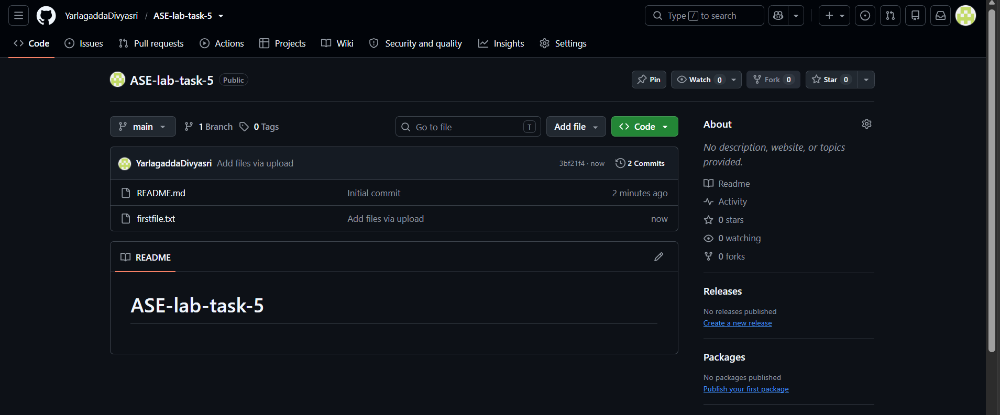 YarlagaddaDivyasri / ASE-lab-task-5
Type / to search
Code Issues Pull requests Actions Projects Wiki Security and quality Insights Settings
ASE-lab-task-5 Public
Pin Watch 0 Fork 0 Star 0
main 1 Branch 0 Tags
Go to file T Add file Code
YarlagaddaDivyasri Add files via upload 3bf21f4 · now 2 Commits
README.md Initial commit 2 minutes ago
firstfile.txt Add files via upload now
README
ASE-lab-task-5
About
No description, website, or topics
provided.
Readme
Activity
0 stars
0 watching
0 forks
Releases
No releases published
Create a new release
Packages
No packages published
Publish your first package